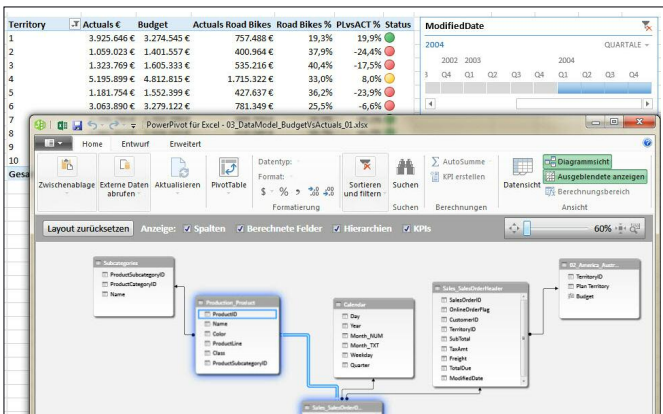 Territory Actuals € Budget Actuals Road Bikes Road Bikes % PLvsACT % Status
1 3.925.646 € 3.274.545 € 757.488 € 19,3% 19,9%
2 1.059.023 € 1.401.557 € 400.964 € 37,9% -24,4%
3 1.323.769 € 1.605.333 € 535.216 € 40,4% -17,5%
4 5.195.899 € 4.812.815 € 1.715.322 € 33,0% 8,0%
5 1.181.754 € 1.552.399 € 427.637 € 36,2% -23,9%
6 3.063.890 € 3.279.122 € 781.349 € 25,5% -6,6%
7
8
9
10
ModifiedDate
2004 QUARTALE
2002 2003 2004
Q4 Q1 Q2 Q3 Q4 Q1 Q2 Q3 Q4
PowerPivot für Excel - 03_DataModel_BudgetVsActuals_01.xlsx
Home Entwurf Erweitert
Zwischenablage
Externe Daten abrufen
Aktualisieren
PivotTable
Datentyp:
Format:
$ % ,
Formatierung
Sortieren und filtern
Suchen
Suchen
AutoSumme
KPI erstellen
Berechnungen
Datensicht
Diagrammsicht
Ausgeblendete anzeigen
Berechnungsbereich
Ansicht
Layout zurücksetzen Anzeige: Spalten Berechnete Felder Hierarchien KPIs 60%
Subcategories
ProductSubcategoryID
ProductCategoryID
Name
Production_Product
ProductID
Name
Color
ProductLine
Class
ProductSubcategoryID
Calendar
Day
Year
Month_NUM
Month_TXT
Weekday
Quarter
Sales_SalesOrderHeader
SalesOrderID
OnlineOrderFlag
CustomerID
TerritoryID
SubTotal
TaxAmt
Freight
TotalDue
ModifiedDate
02_America_Austr...
TerritoryID
Plan Territory
Budget
Sales_SalesOrderD...